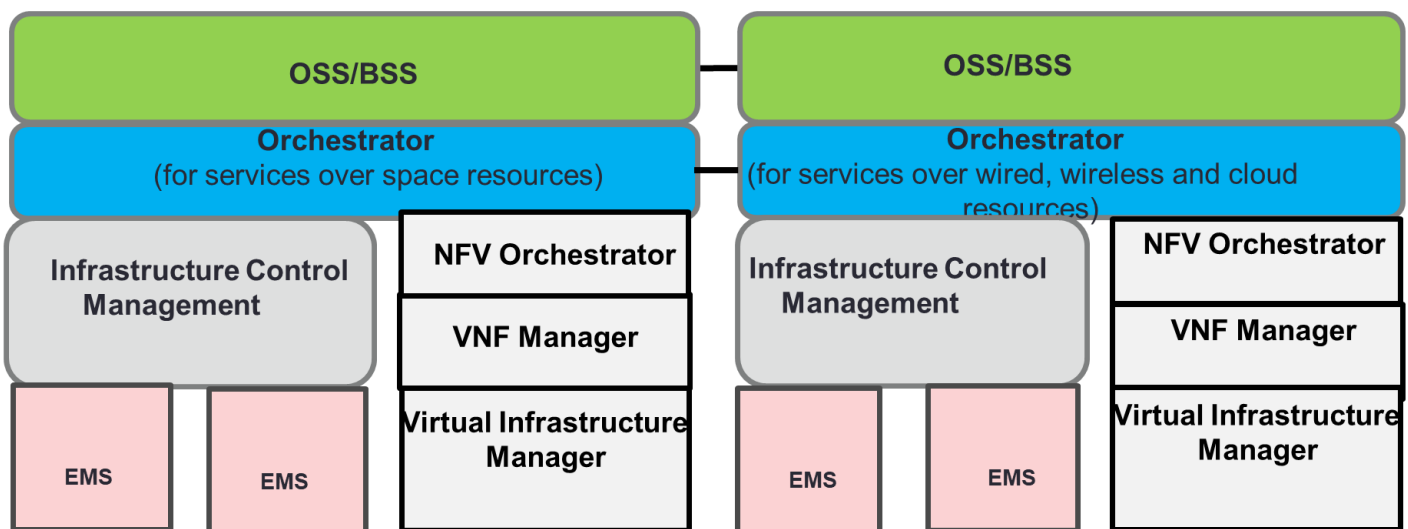 OSS/BSS
Orchestrator
(for services over space resources)
Infrastructure Control
Management
NFV Orchestrator
VNF Manager
Virtual Infrastructure
Manager
EMS
EMS
OSS/BSS
Orchestrator
(for services over wired, wireless and cloud
resources)
Infrastructure Control
Management
NFV Orchestrator
VNF Manager
Virtual Infrastructure
Manager
EMS
EMS